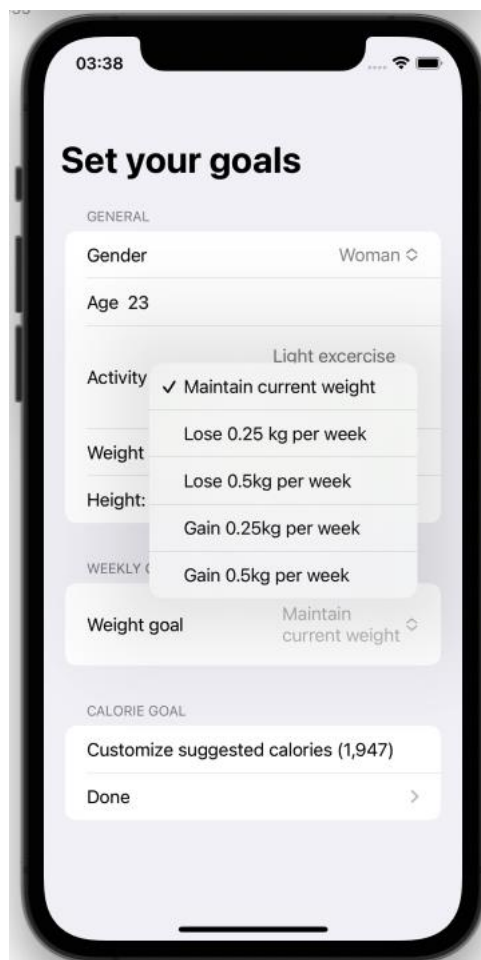 03:38
Set your goals
GENERAL
Gender Woman
Age 23
Light excercise
Activity
✓ Maintain current weight
Lose 0.25 kg per week
Weight
Lose 0.5kg per week
Height:
Gain 0.25kg per week
WEEKLY
Gain 0.5kg per week
Weight goal Maintain
current weight
CALORIE GOAL
Customize suggested calories (1,947)
Done